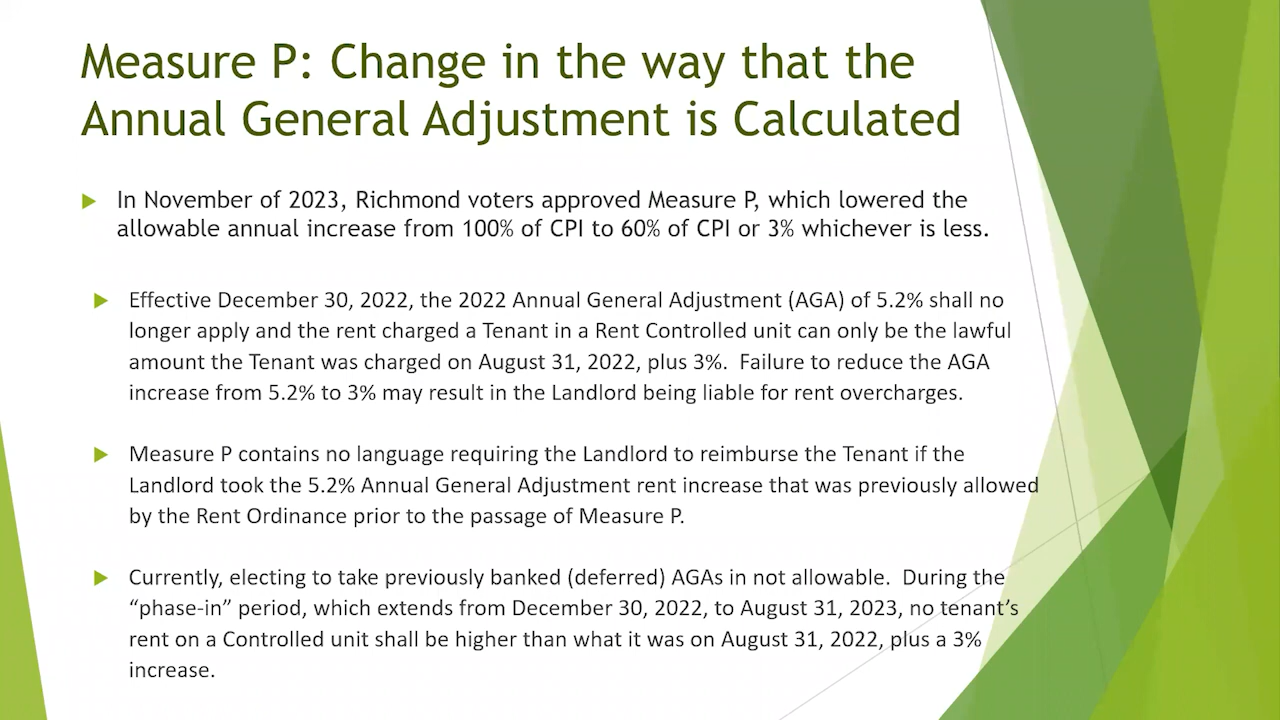 Measure P: Change in the way that the
Annual General Adjustment is Calculated
In November of 2023, Richmond voters approved Measure P, which lowered the
allowable annual increase from 100% of CPI to 60% of CPI or 3% whichever is less.
Effective December 30, 2022, the 2022 Annual General Adjustment (AGA) of 5.2% shall no
longer apply and the rent charged a Tenant in a Rent Controlled unit can only be the lawful
amount the Tenant was charged on August 31, 2022, plus 3%. Failure to reduce the AGA
increase from 5.2% to 3% may result in the Landlord being liable for rent overcharges.
Measure P contains no language requiring the Landlord to reimburse the Tenant if the
Landlord took the 5.2% Annual General Adjustment rent increase that was previously allowed
by the Rent Ordinance prior to the passage of Measure P.
Currently, electing to take previously banked (deferred) AGAs in not allowable. During the
“phase-in” period, which extends from December 30, 2022, to August 31, 2023, no tenant’s
rent on a Controlled unit shall be higher than what it was on August 31, 2022, plus a 3%
increase.